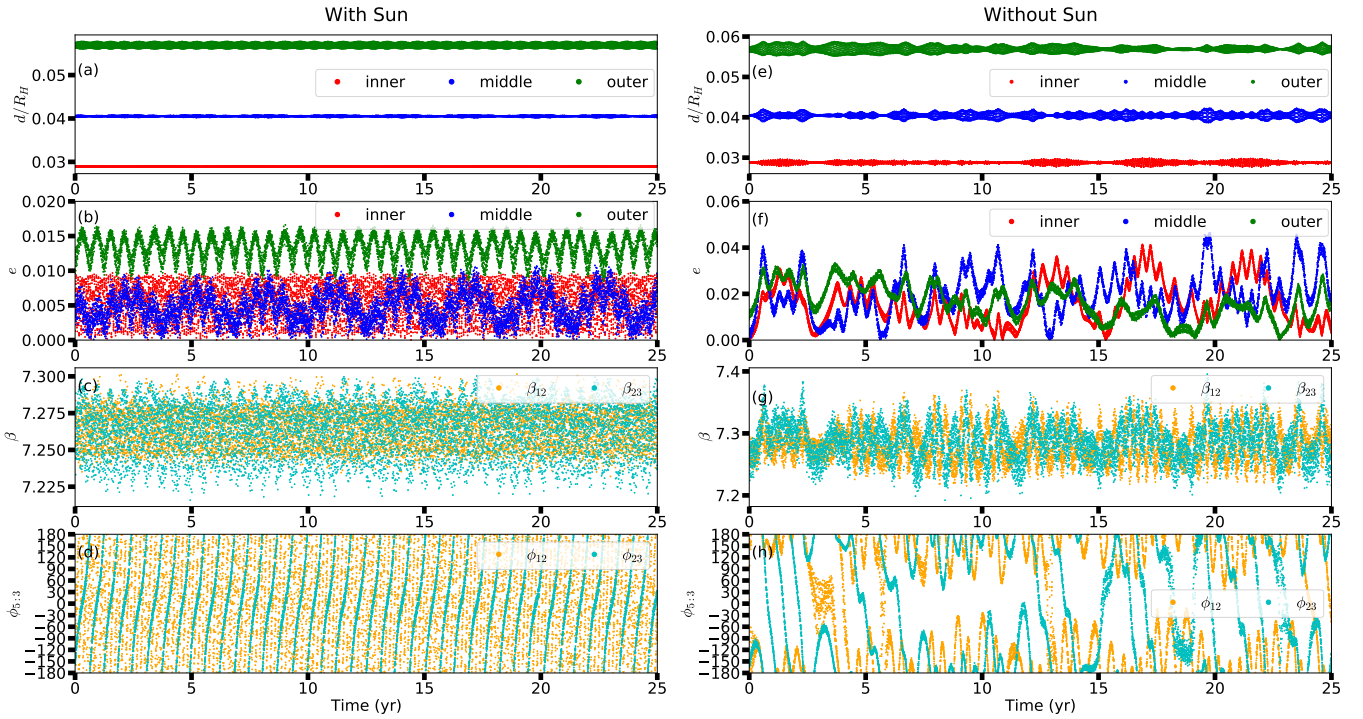 With Sun
Without Sun
(a)
inner middle outer
d/R_H
0.05
0.04
0.03
0 5 10 15 20 25
(e)
inner middle outer
d/R_H
0.06
0.05
0.04
0.03
0 5 10 15 20 25
(b)
inner middle outer
e
0.020
0.015
0.010
0.005
0.000
0 5 10 15 20 25
(f)
inner middle outer
e
0.06
0.04
0.02
0.00
0 5 10 15 20 25
(c)
β₁₂ β₂₃
β
7.300
7.275
7.250
7.225
0 5 10 15 20 25
(g)
β₁₂ β₂₃
β
7.4
7.3
7.2
0 5 10 15 20 25
(d)
ϕ₁₂ ϕ₂₃
ϕ₅:₃
180
150
120
90
60
30
0
−30
−60
−90
−120
−150
−180
0 5 10 15 20 25
Time (yr)
(h)
ϕ₁₂ ϕ₂₃
ϕ₅:₃
180
150
120
90
60
30
0
−30
−60
−90
−120
−150
−180
0 5 10 15 20 25
Time (yr)